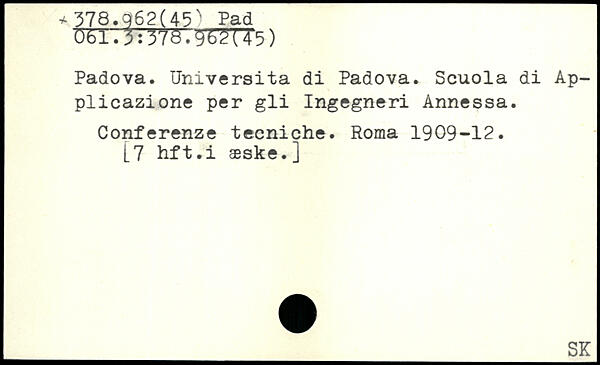 + 378.962(45) Pad
061.3:378.962(45)
Padova. Universita di Padova. Scuola di Ap-
plicazione per gli Ingegneri Annessa.
Conferenze tecniche. Roma 1909-12.
[7 hft.i æske.]
SK